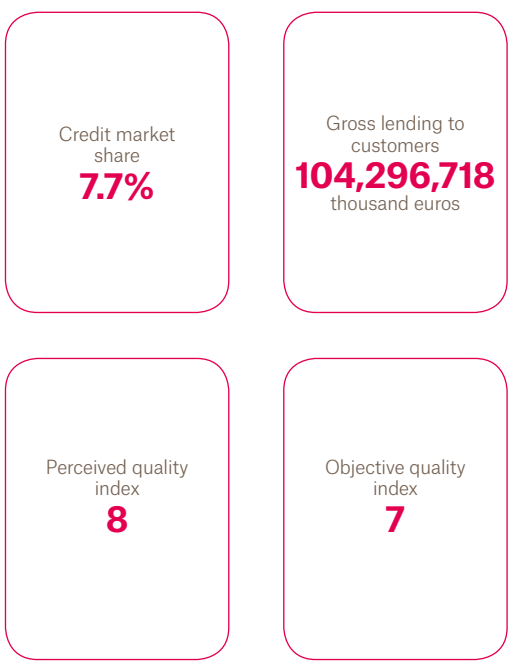 Credit market
share
7.7%
Gross lending to
customers
104,296,718
thousand euros
Perceived quality
index
8
Objective quality
index
7